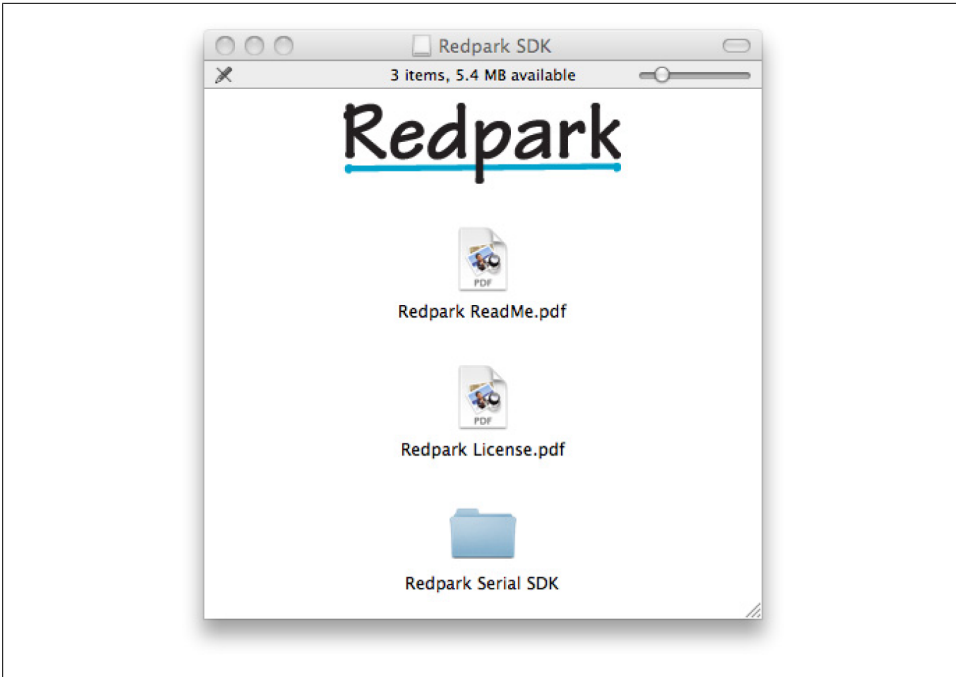 Redpark SDK
3 items, 5.4 MB available
Redpark
PDF
Redpark ReadMe.pdf
PDF
Redpark License.pdf
Redpark Serial SDK